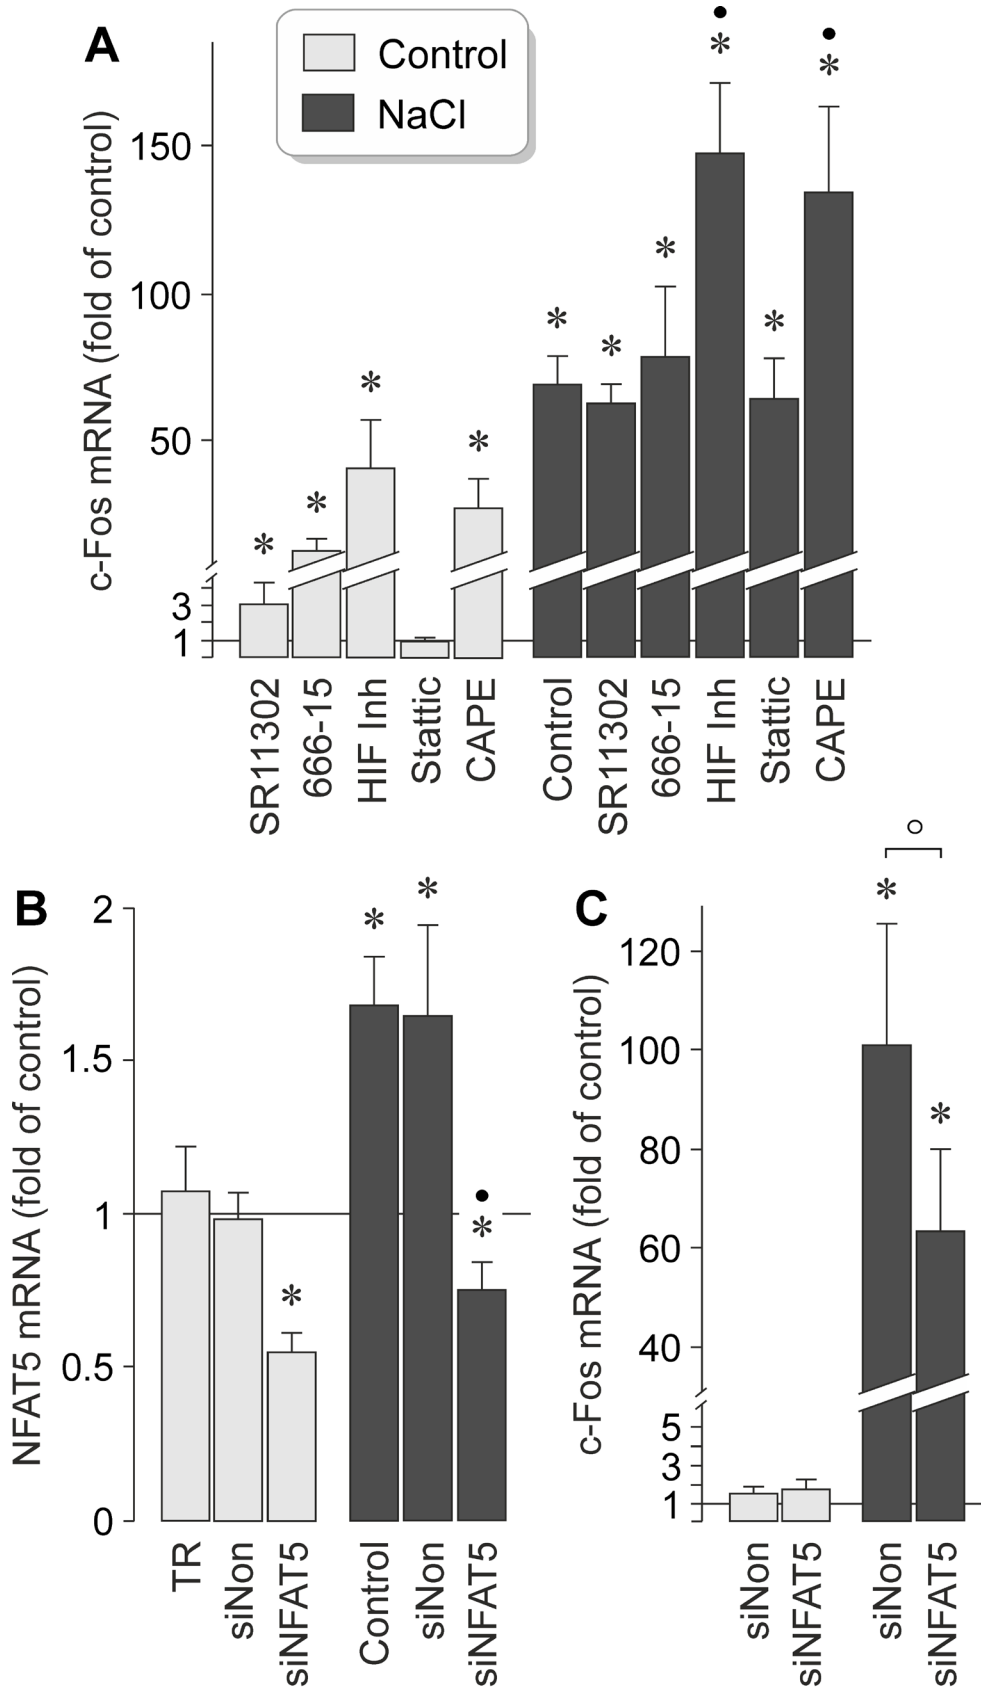 A
Control
NaCl
c-Fos mRNA (fold of control)
150
100
50
3
1
*
*
*
*
*
*
*
•
*
*
•
*
SR11302
666-15
HIF Inh
Stattic
CAPE
Control
SR11302
666-15
HIF Inh
Stattic
CAPE
B
NFAT5 mRNA (fold of control)
2
1.5
1
0.5
0
*
*
*
•
*
TR
siNon
siNFAT5
Control
siNon
siNFAT5
C
c-Fos mRNA (fold of control)
120
100
80
60
40
5
3
1
○
*
*
siNon
siNFAT5
siNon
siNFAT5